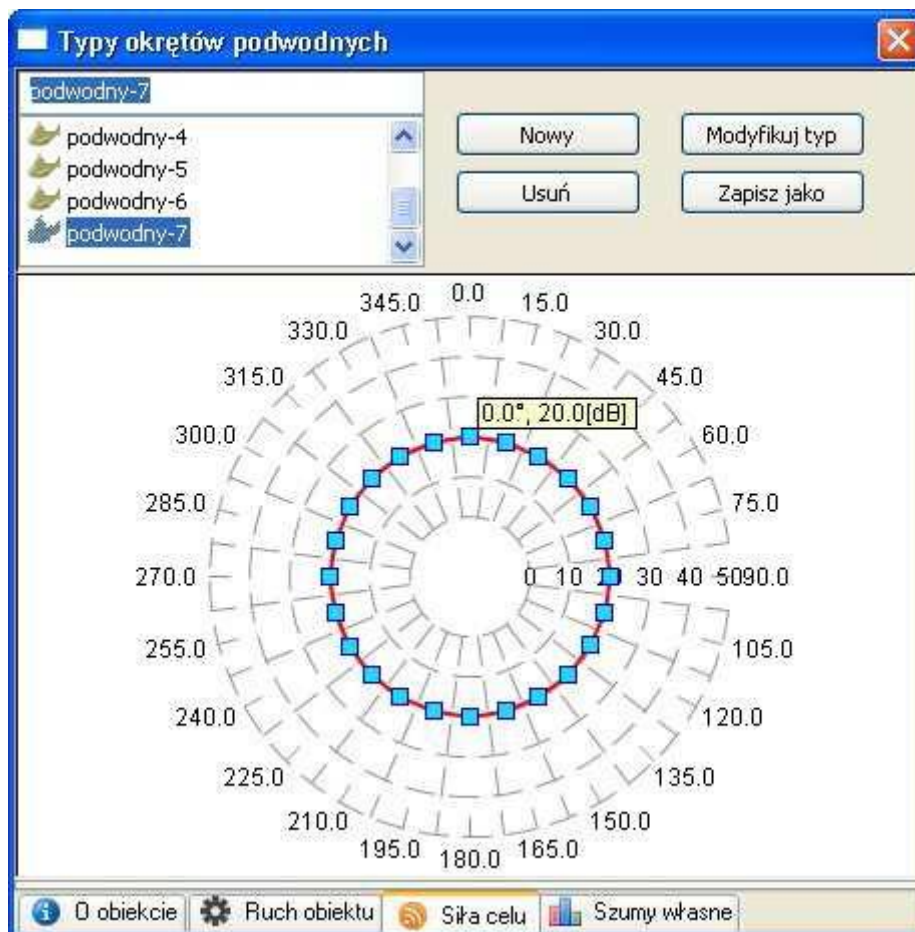 Typy okrętów podwodnych
podwodny-7
podwodny-4
podwodny-5
podwodny-6
podwodny-7
Nowy
Modyfikuj typ
Usuń
Zapisz jako
345.0
0.0
15.0
330.0
30.0
315.0
45.0
0.0°, 20.0[dB]
300.0
60.0
285.0
75.0
270.0
0 10 30 40 50 90.0
255.0
105.0
240.0
120.0
225.0
135.0
210.0
150.0
195.0
165.0
180.0
O obiekcie
Ruch obiektu
Siła celu
Szumy własne